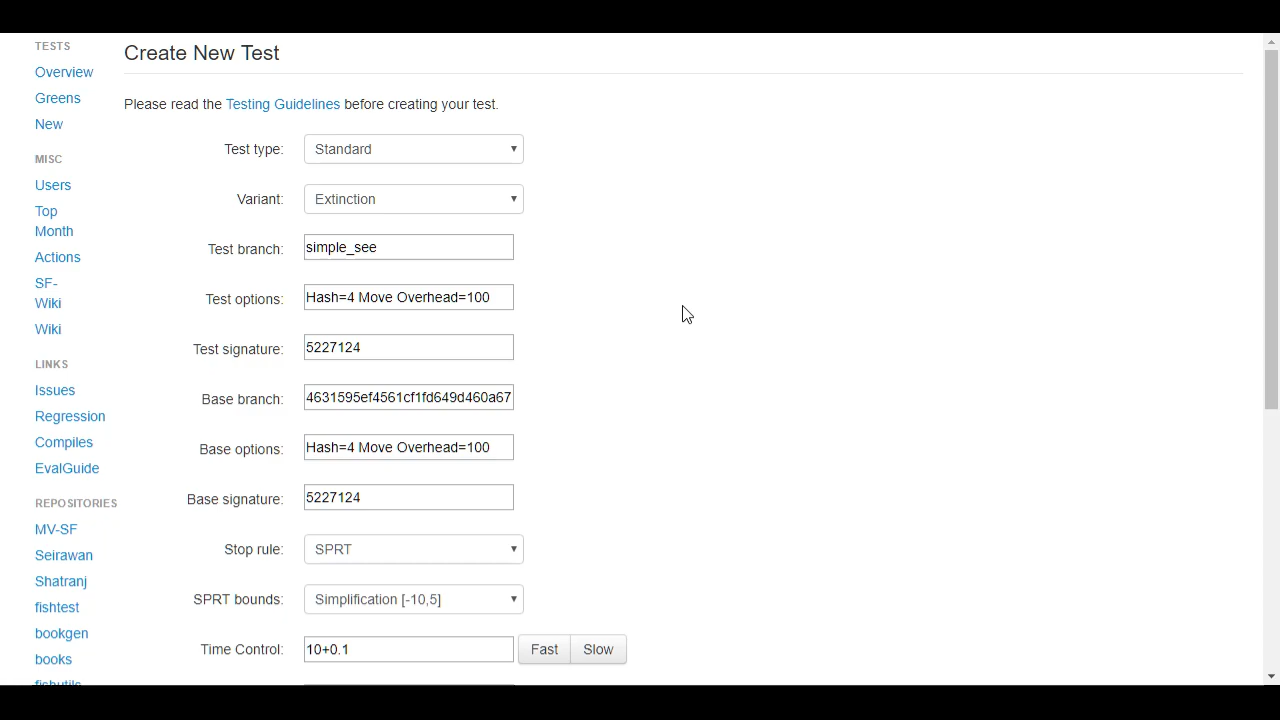 TESTS
Overview
Greens
New
MISC
Users
Top
Month
Actions
SF-
Wiki
Wiki
LINKS
Issues
Regression
Compiles
EvalGuide
REPOSITORIES
MV-SF
Seirawan
Shatranj
fishtest
bookgen
books
fishutils
Create New Test
Please read the Testing Guidelines before creating your test.
Test type: Standard
Variant: Extinction
Test branch: simple_see
Test options: Hash=4 Move Overhead=100
Test signature: 5227124
Base branch: 4631595ef4561cf1fd649d460a67
Base options: Hash=4 Move Overhead=100
Base signature: 5227124
Stop rule: SPRT
SPRT bounds: Simplification [-10,5]
Time Control: 10+0.1 Fast Slow